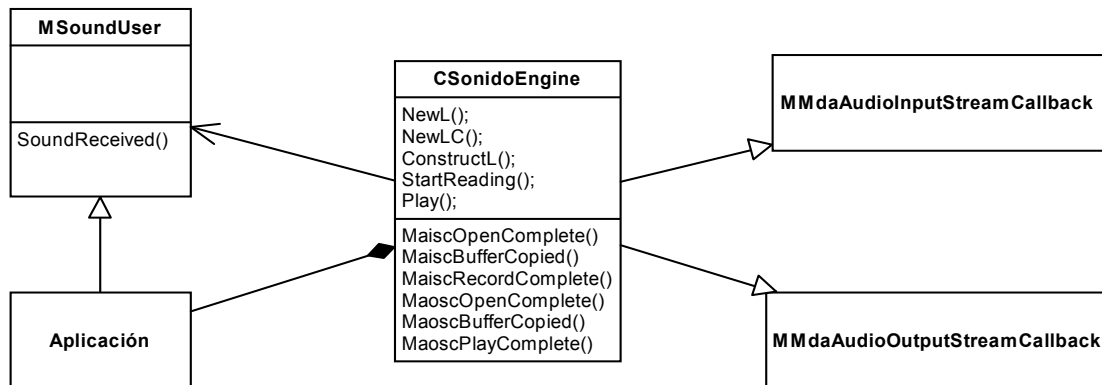 MSoundUser
SoundReceived()
Aplicación
CSonidoEngine
NewL();
NewLC();
ConstructL();
StartReading();
Play();
MaiscOpenComplete()
MaiscBufferCopied()
MaiscRecordComplete()
MaoscOpenComplete()
MaoscBufferCopied()
MaoscPlayComplete()
MMdaAudioInputStreamCallback
MMdaAudioOutputStreamCallback